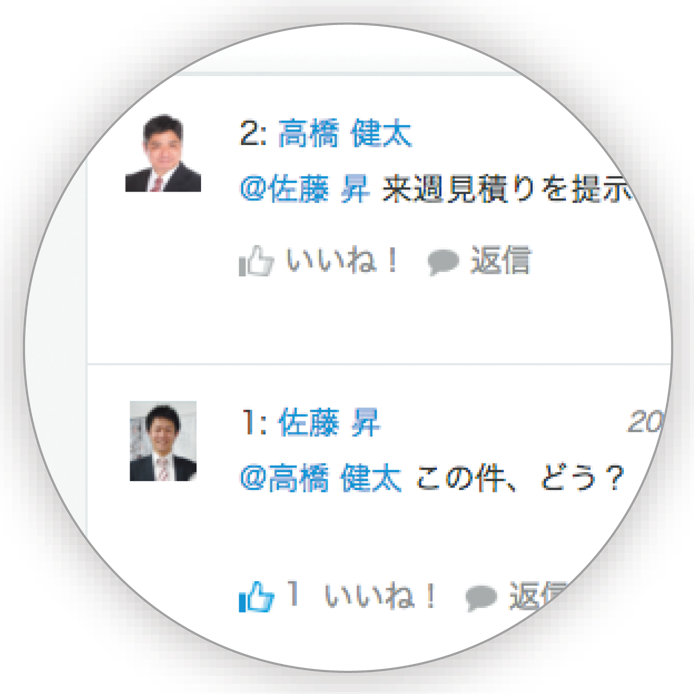 2: 高橋 健太
@佐藤 昇 来週見積りを提示
いいね！ 返信
1: 佐藤 昇 20
@高橋 健太 この件、どう？
1 いいね！ 返信